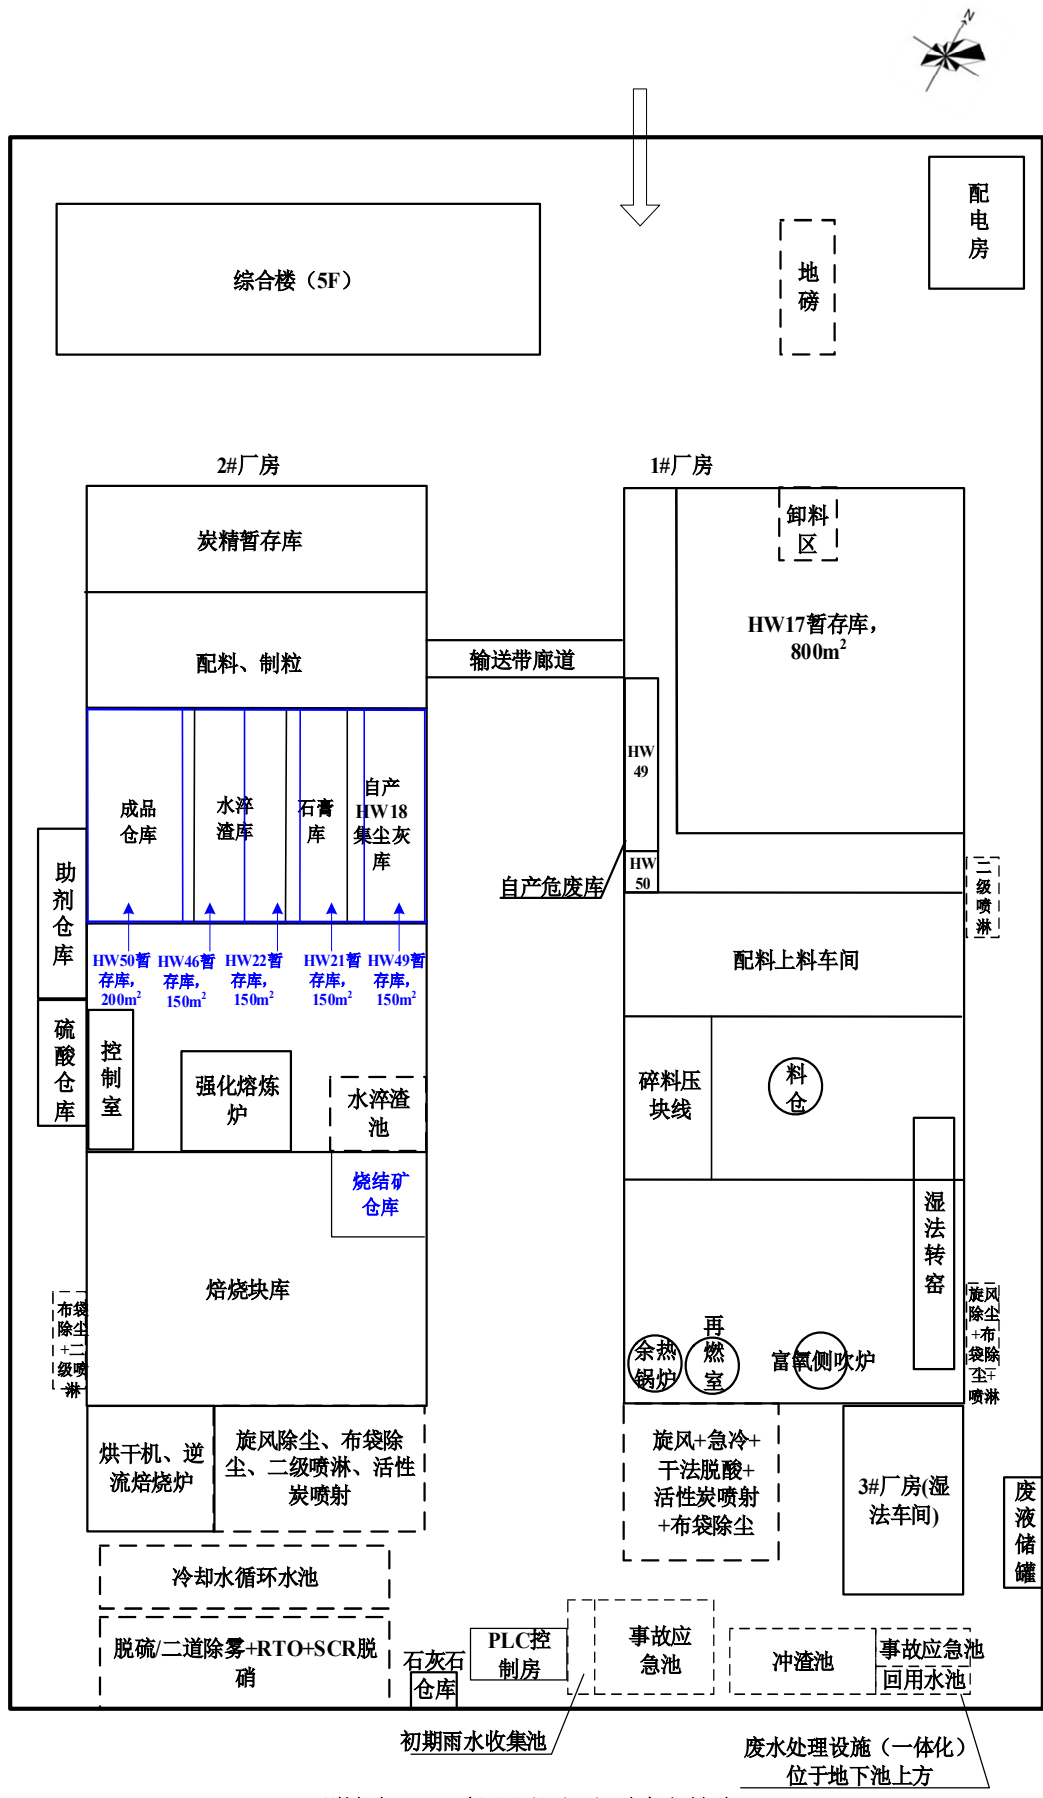 N
配
电
房
地
磅
综合楼（5F）
2#厂房
1#厂房
炭精暂存库
卸料
区
HW17暂存库，
800m2
配料、制粒
输送带廊道
HW
49
成品
仓库
水淬
渣库
石膏
库
自产
HW18
集尘灰
库
HW
50
自产危废库
助
剂
仓
库
二
级
喷
淋
HW50暂
存库，
200m2
HW46暂
存库，
150m2
HW22暂
存库，
150m2
HW21暂
存库，
150m2
HW49暂
存库，
150m2
配料上料车间
硫
酸
仓
库
控
制
室
强化熔炼
炉
水淬渣
池
碎料压
块线
料
仓
烧结矿
仓库
湿
法
转
窑
焙烧块库
布袋
除尘
+二
级喷
淋
余热
锅炉
再
燃
室
富氧侧吹炉
旋风
除尘
+布
袋除
尘+
喷淋
烘干机、逆
流焙烧炉
旋风除尘、布袋除
尘、二级喷淋、活性
炭喷射
旋风+急冷+
干法脱酸+
活性炭喷射
+布袋除尘
3#厂房(湿
法车间)
废
液
储
罐
冷却水循环水池
脱硫/二道除雾+RTO+SCR脱
硝
石灰石
仓库
PLC控
制房
事故应
急池
冲渣池
事故应急池
回用水池
初期雨水收集池
废水处理设施（一体化）
位于地下池上方